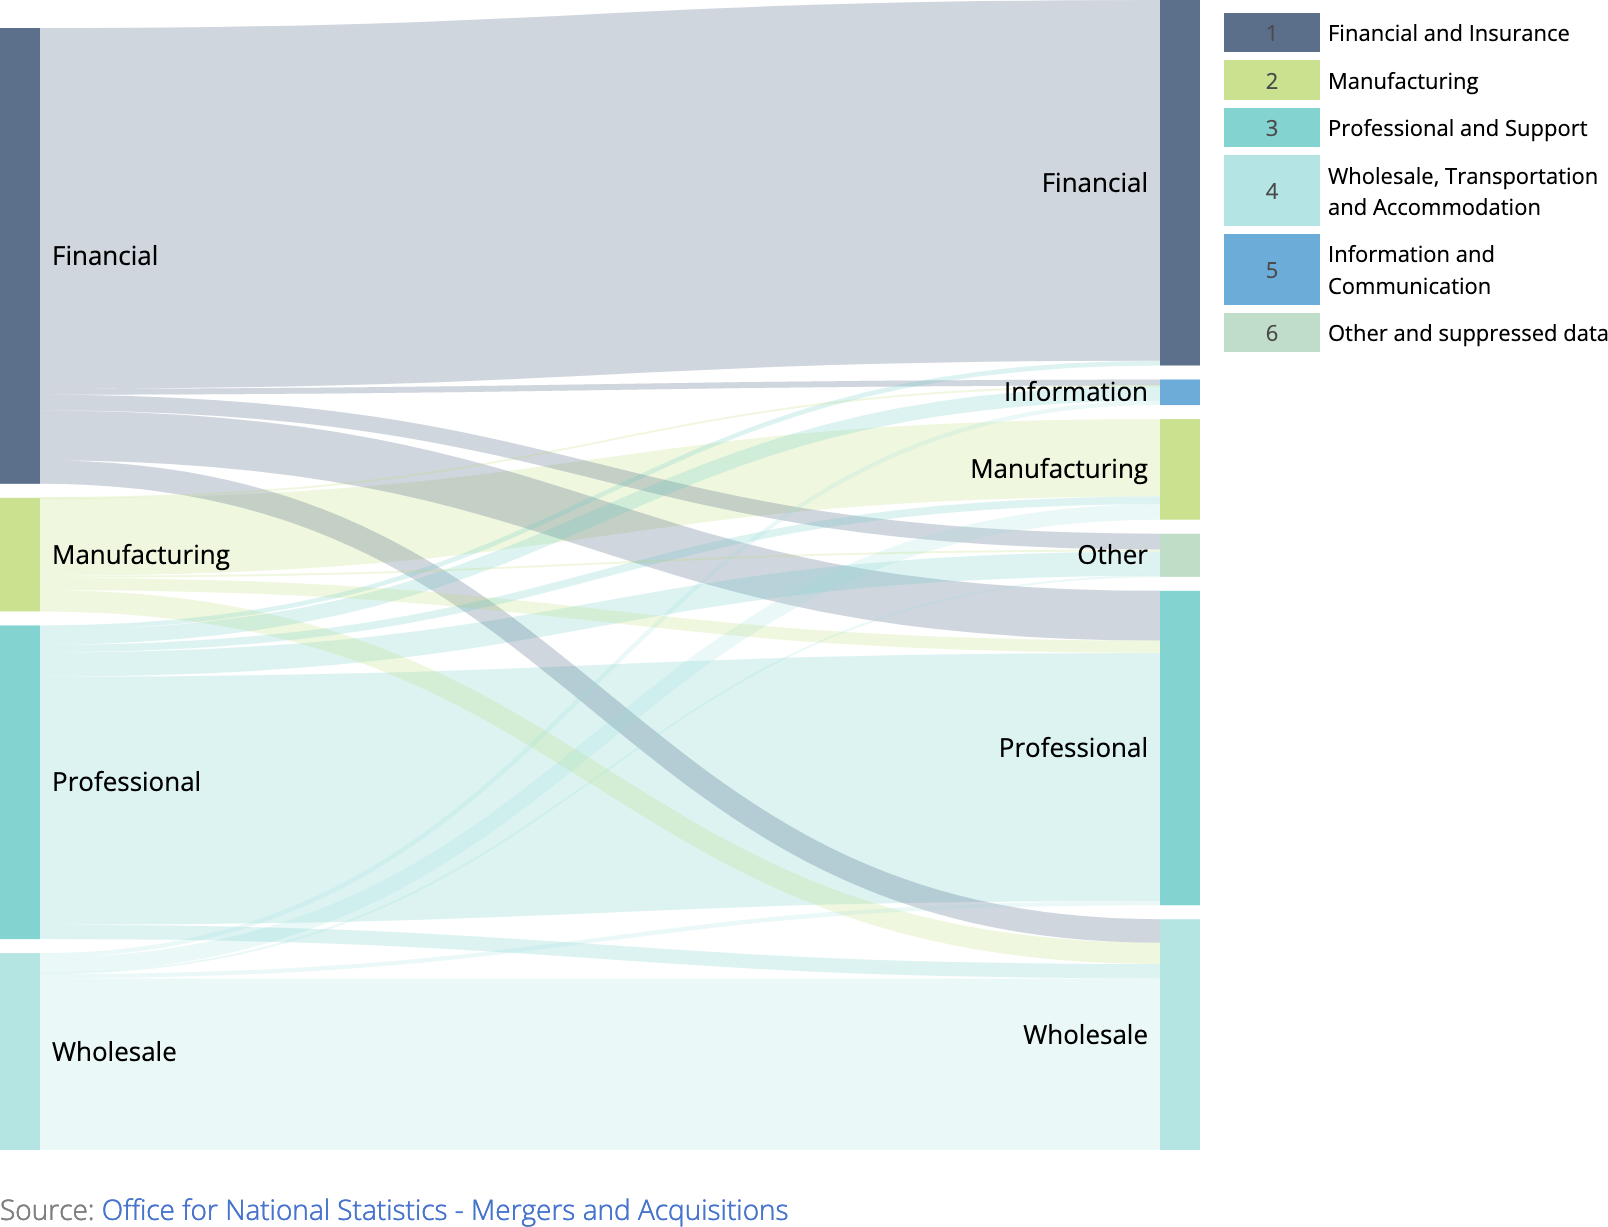 Financial
Manufacturing
Professional
Wholesale
Financial
Information
Manufacturing
Other
Professional
Wholesale
1 Financial and Insurance
2 Manufacturing
3 Professional and Support
4 Wholesale, Transportation
and Accommodation
5 Information and
Communication
6 Other and suppressed data
Source: Office for National Statistics - Mergers and Acquisitions